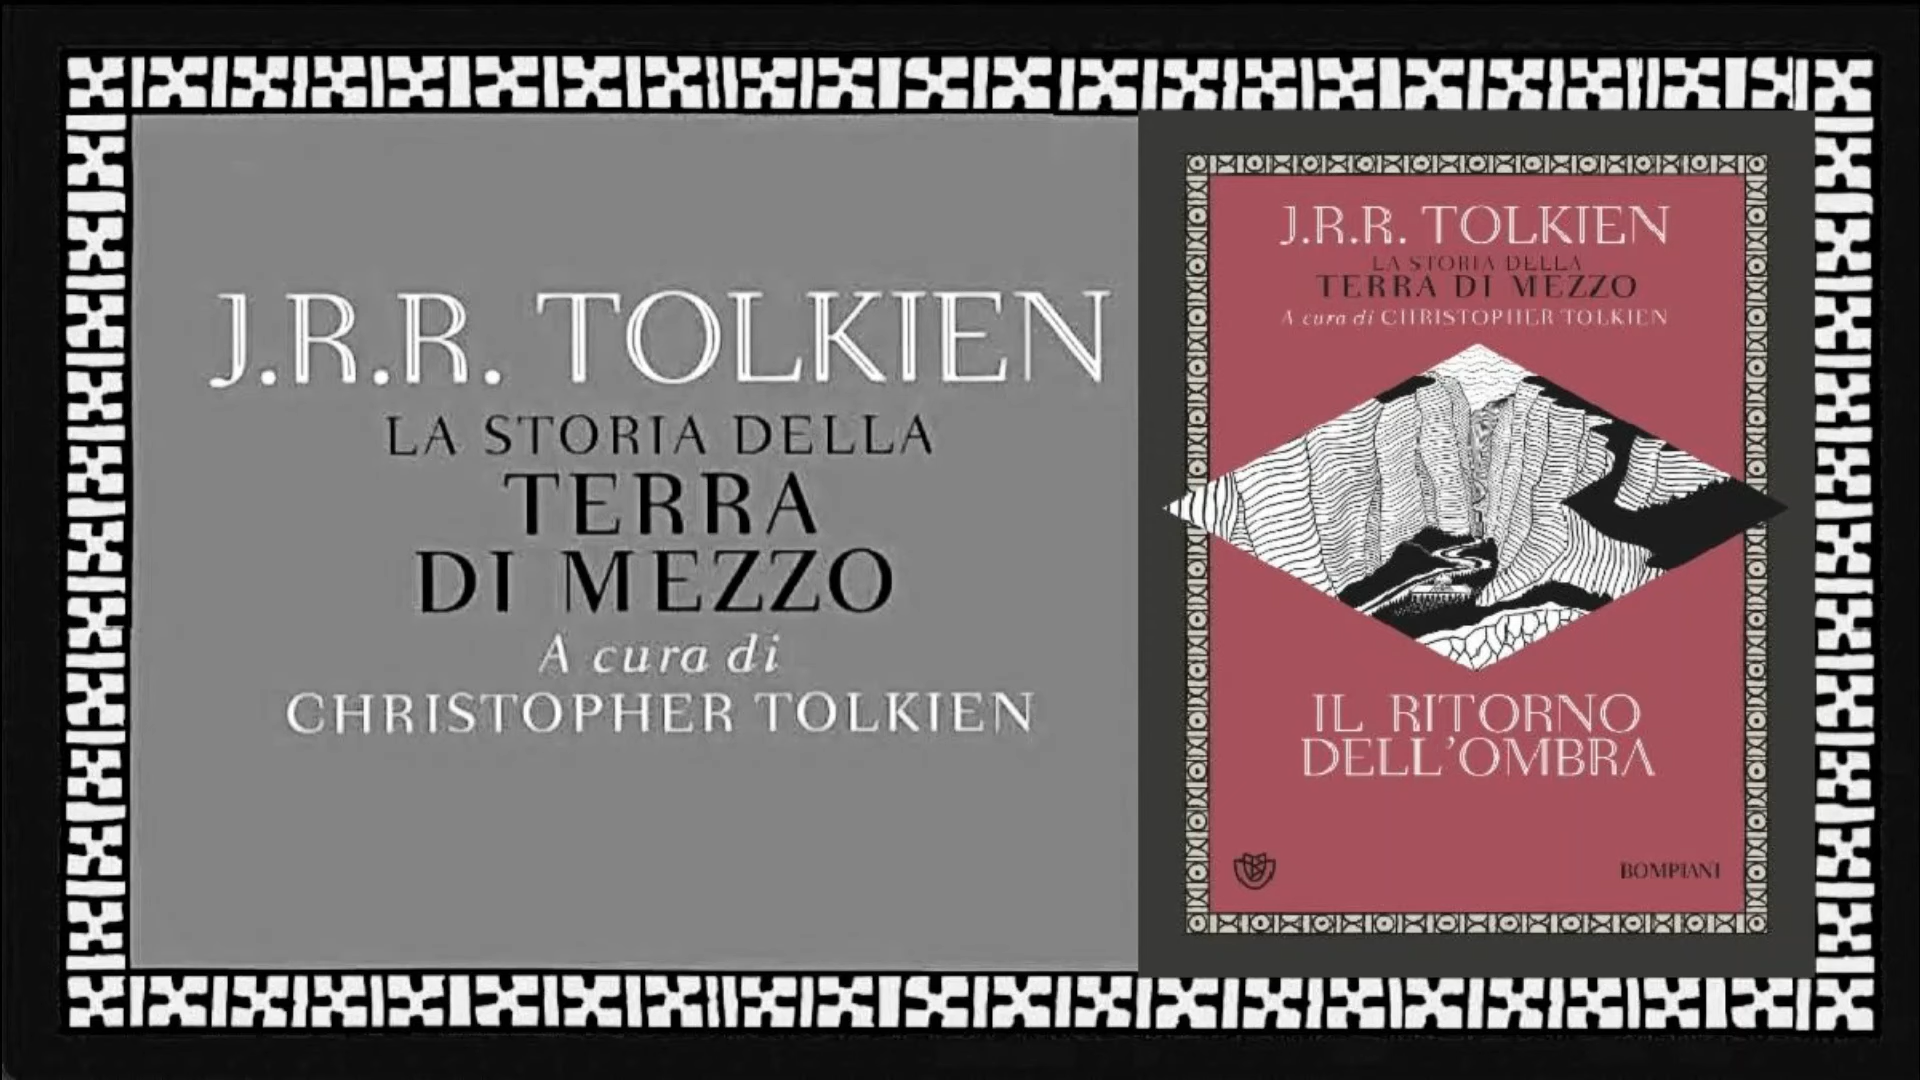 J.R.R. TOLKIEN
LA STORIA DELLA
TERRA
DI MEZZO
A cura di
CHRISTOPHER TOLKIEN
J.R.R. TOLKIEN
LA STORIA DELLA
TERRA DI MEZZO
A cura di CHRISTOPHER TOLKIEN
IL RITORNO
DELL'OMBRA
BOMPIANI